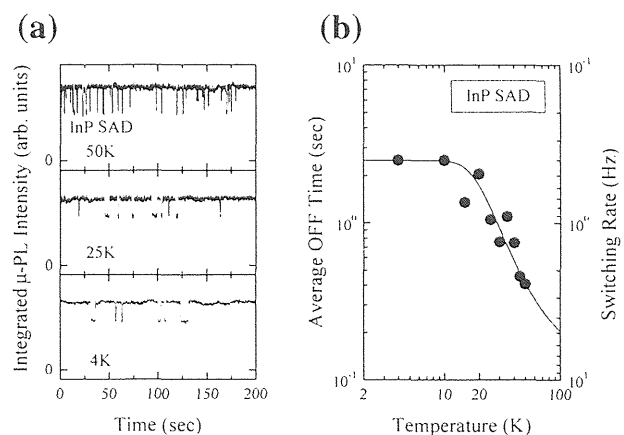 (a)
Integrated μ-PL Intensity (arb. units)
InP SAD
50K
0
25K
0
4K
0
0 50 100 150 200
Time (sec)
(b)
InP SAD
Average OFF Time (sec)
10¹
10⁰
10⁻¹
2 10 20 100
Temperature (K)
10⁻¹
10⁰
10¹
Switching Rate (Hz)